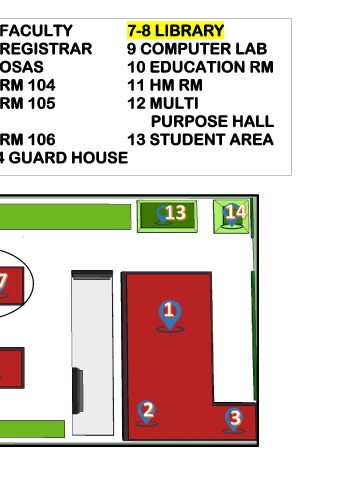 FACULTY 7-8 LIBRARY
REGISTRAR 9 COMPUTER LAB
OSAS 10 EDUCATION RM
RM 104 11 HM RM
RM 105 12 MULTI
PURPOSE HALL
RM 106 13 STUDENT AREA
4 GUARD HOUSE
13 14
7
1
2 3